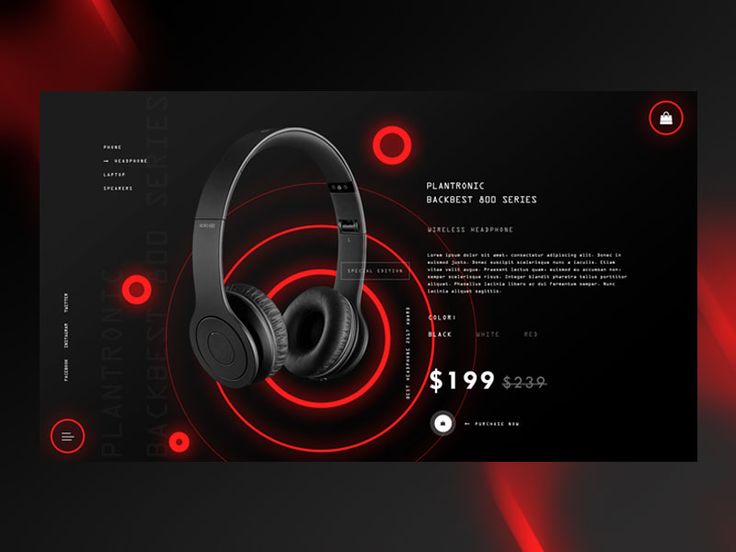 PHONE
HEADPHONE
LAPTOP
SPEAKERS
PLANTRONIC
BACKBEST 800 SERIES
TWITTER
INSTAGRAM
FACEBOOK
SPECIAL EDITION
BEST HEADPHONE 2017 AWARD
PLANTRONIC
BACKBEST 800 SERIES
WIRELESS HEADPHONE
Lorem ipsum dolor sit amet, consectetur adipiscing elit. Donec in
euismod justo. Donec suscipit scelerisque nunc a iaculis. Etiam
vitae velit augue. Praesent lectus quam, euismod eu accumsan non,
semper scelerisque risus. Integer blandit pharetra tellus porttitor
aliquet. Phasellus lacinia libero ac dui fermentum semper. Nunc
lacinia aliquet sagittis.
COLOR:
BLACK WHITE RED
$199 $239
PURCHASE NOW